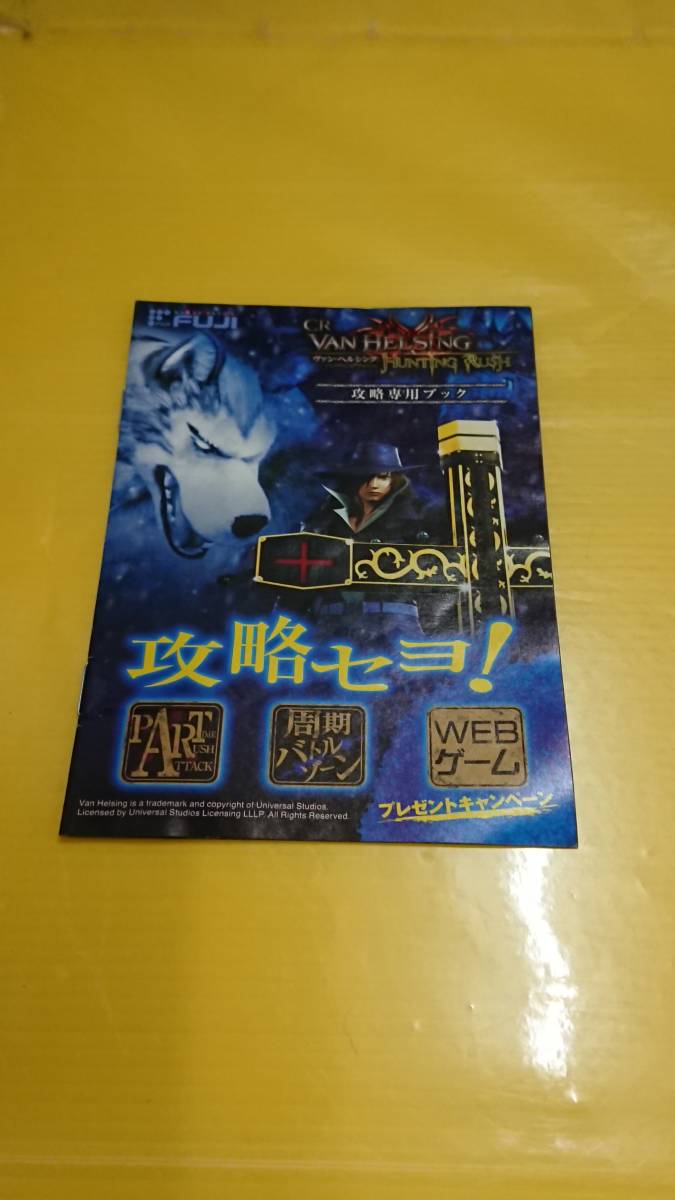 FUJI
CR
VAN HELSING
ヴァン・ヘルシング
HUNTING RUSH
攻略専用ブック
攻略セヨ!
PART TIME
RUSH
ATTACK
周期
バトル
ゾーン
WEB
ゲーム
Van Helsing is a trademark and copyright of Universal Studios.
Licensed by Universal Studios Licensing LLLP. All Rights Reserved.
プレゼントキャンペーン